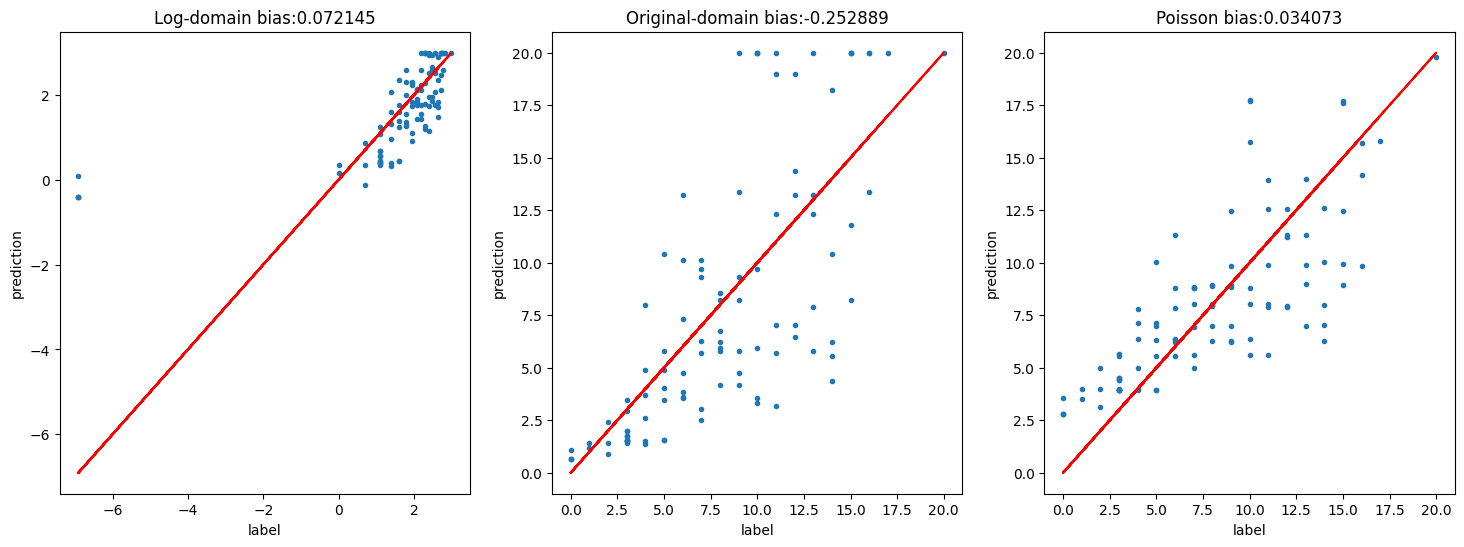 Log-domain bias:0.072145
2
0
−2
−4
−6
prediction
−6 −4 −2 0 2
label
Original-domain bias:-0.252889
20.0
17.5
15.0
12.5
10.0
7.5
5.0
2.5
0.0
prediction
0.0 2.5 5.0 7.5 10.0 12.5 15.0 17.5 20.0
label
Poisson bias:0.034073
20.0
17.5
15.0
12.5
10.0
7.5
5.0
2.5
0.0
prediction
0.0 2.5 5.0 7.5 10.0 12.5 15.0 17.5 20.0
label